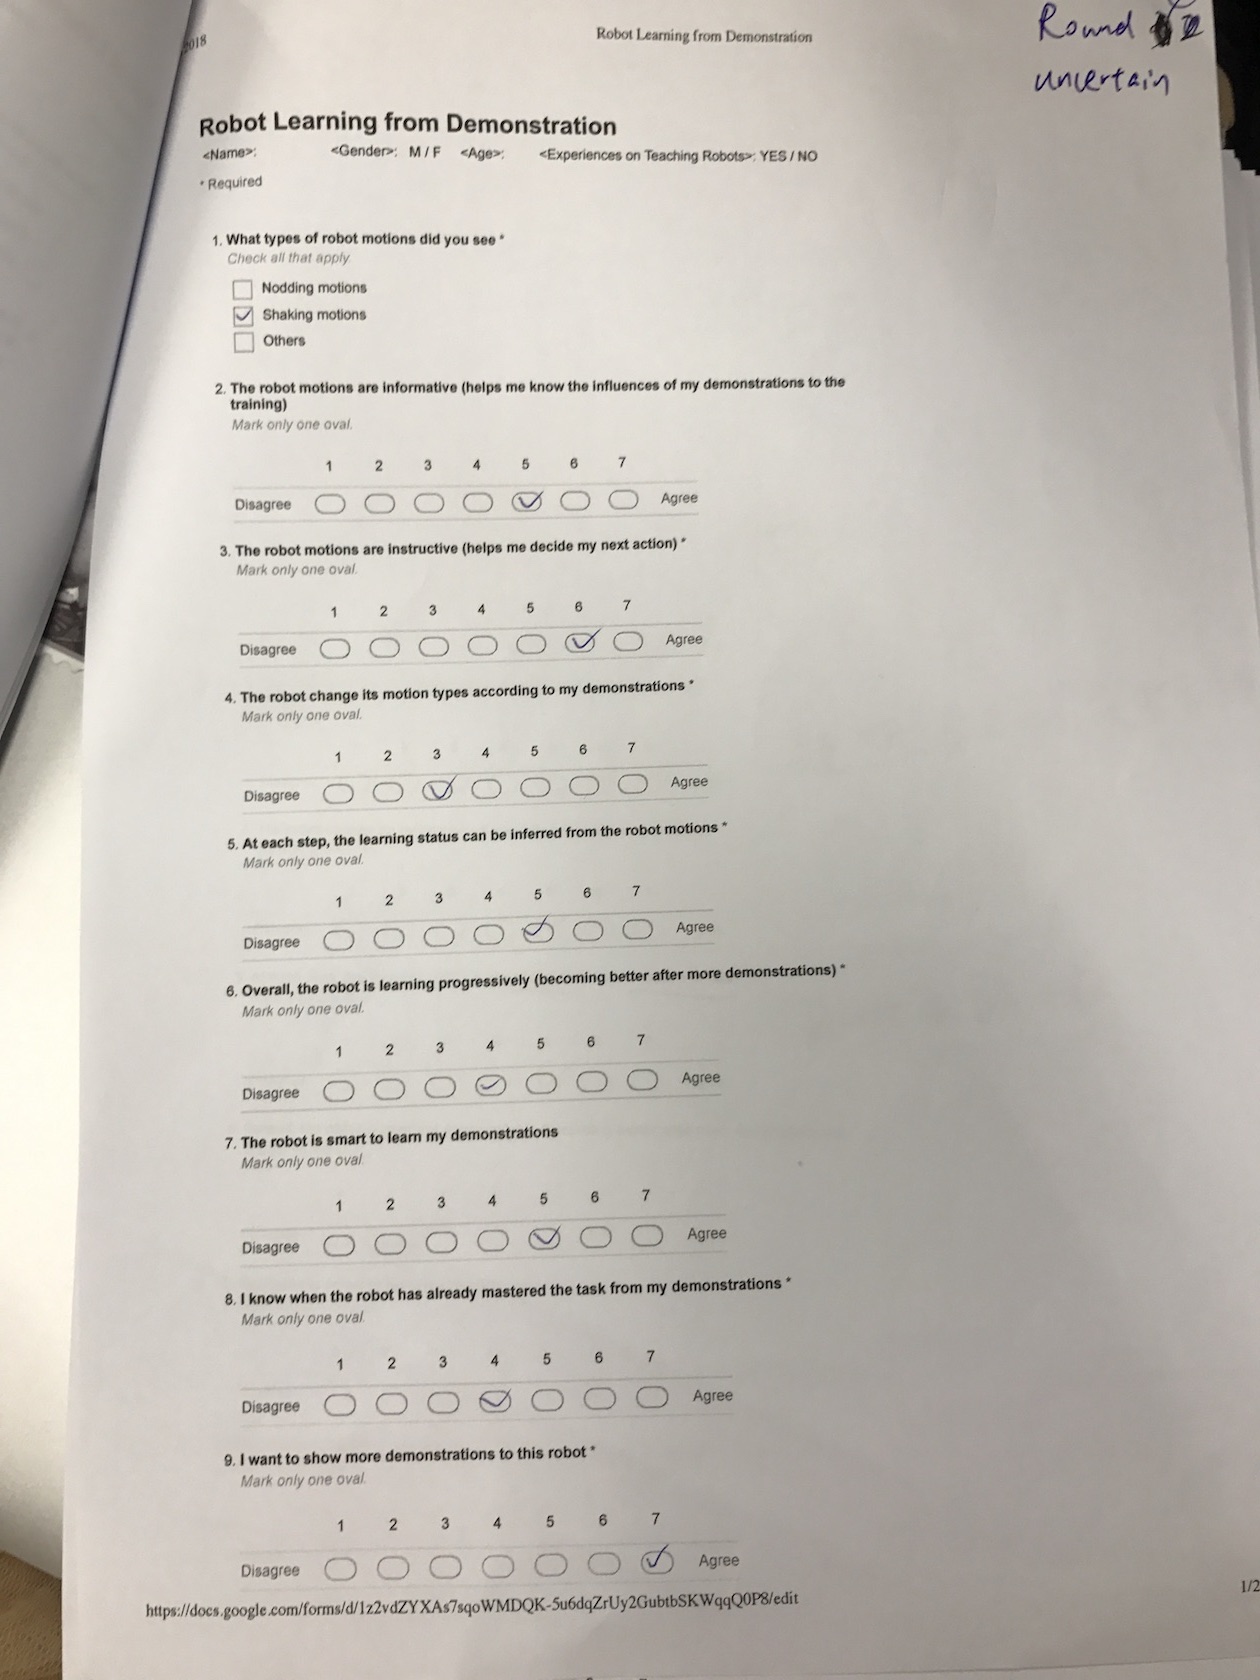 2018
Robot Learning from Demonstration
Round
uncertain
Robot Learning from Demonstration
<Name>: <Gender>: M / F <Age>: <Experiences on Teaching Robots>: YES / NO
* Required
1. What types of robot motions did you see *
Check all that apply
Nodding motions
Shaking motions
Others
2. The robot motions are informative (helps me know the influences of my demonstrations to the
training)
Mark only one oval.
1 2 3 4 5 6 7
Disagree Agree
3. The robot motions are instructive (helps me decide my next action) *
Mark only one oval.
1 2 3 4 5 6 7
Disagree Agree
4. The robot change its motion types according to my demonstrations *
Mark only one oval.
1 2 3 4 5 6 7
Disagree Agree
5. At each step, the learning status can be inferred from the robot motions *
Mark only one oval.
1 2 3 4 5 6 7
Disagree Agree
6. Overall, the robot is learning progressively (becoming better after more demonstrations) *
Mark only one oval.
1 2 3 4 5 6 7
Disagree Agree
7. The robot is smart to learn my demonstrations
Mark only one oval
1 2 3 4 5 6 7
Disagree Agree
8. I know when the robot has already mastered the task from my demonstrations *
Mark only one oval.
1 2 3 4 5 6 7
Disagree Agree
9. I want to show more demonstrations to this robot *
Mark only one oval.
1 2 3 4 5 6 7
Disagree Agree
https://docs.google.com/forms/d/1z2vdZYXAs7sqoWMDQK-5u6dqZrUy2GubtbSKWqqQ0P8/edit
1/2